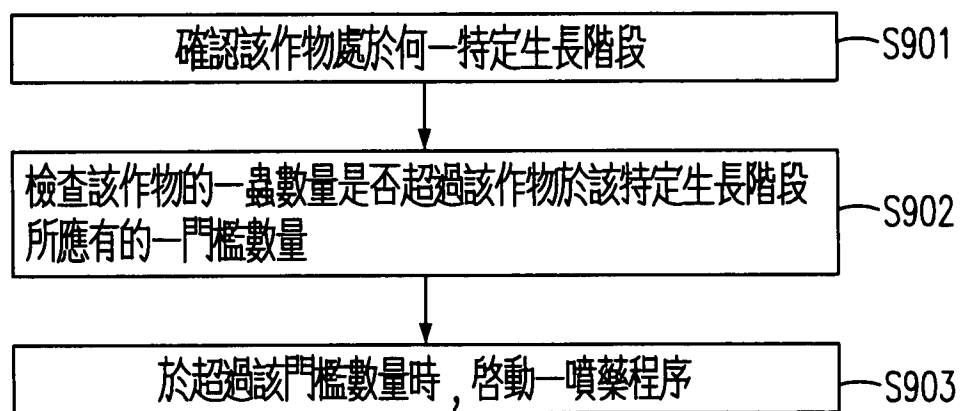 確認該作物處於何一特定生長階段
S901
檢查該作物的一蟲數量是否超過該作物於該特定生長階段
所應有的一門檻數量
S902
於超過該門檻數量時,啓動一噴藥程序
S903